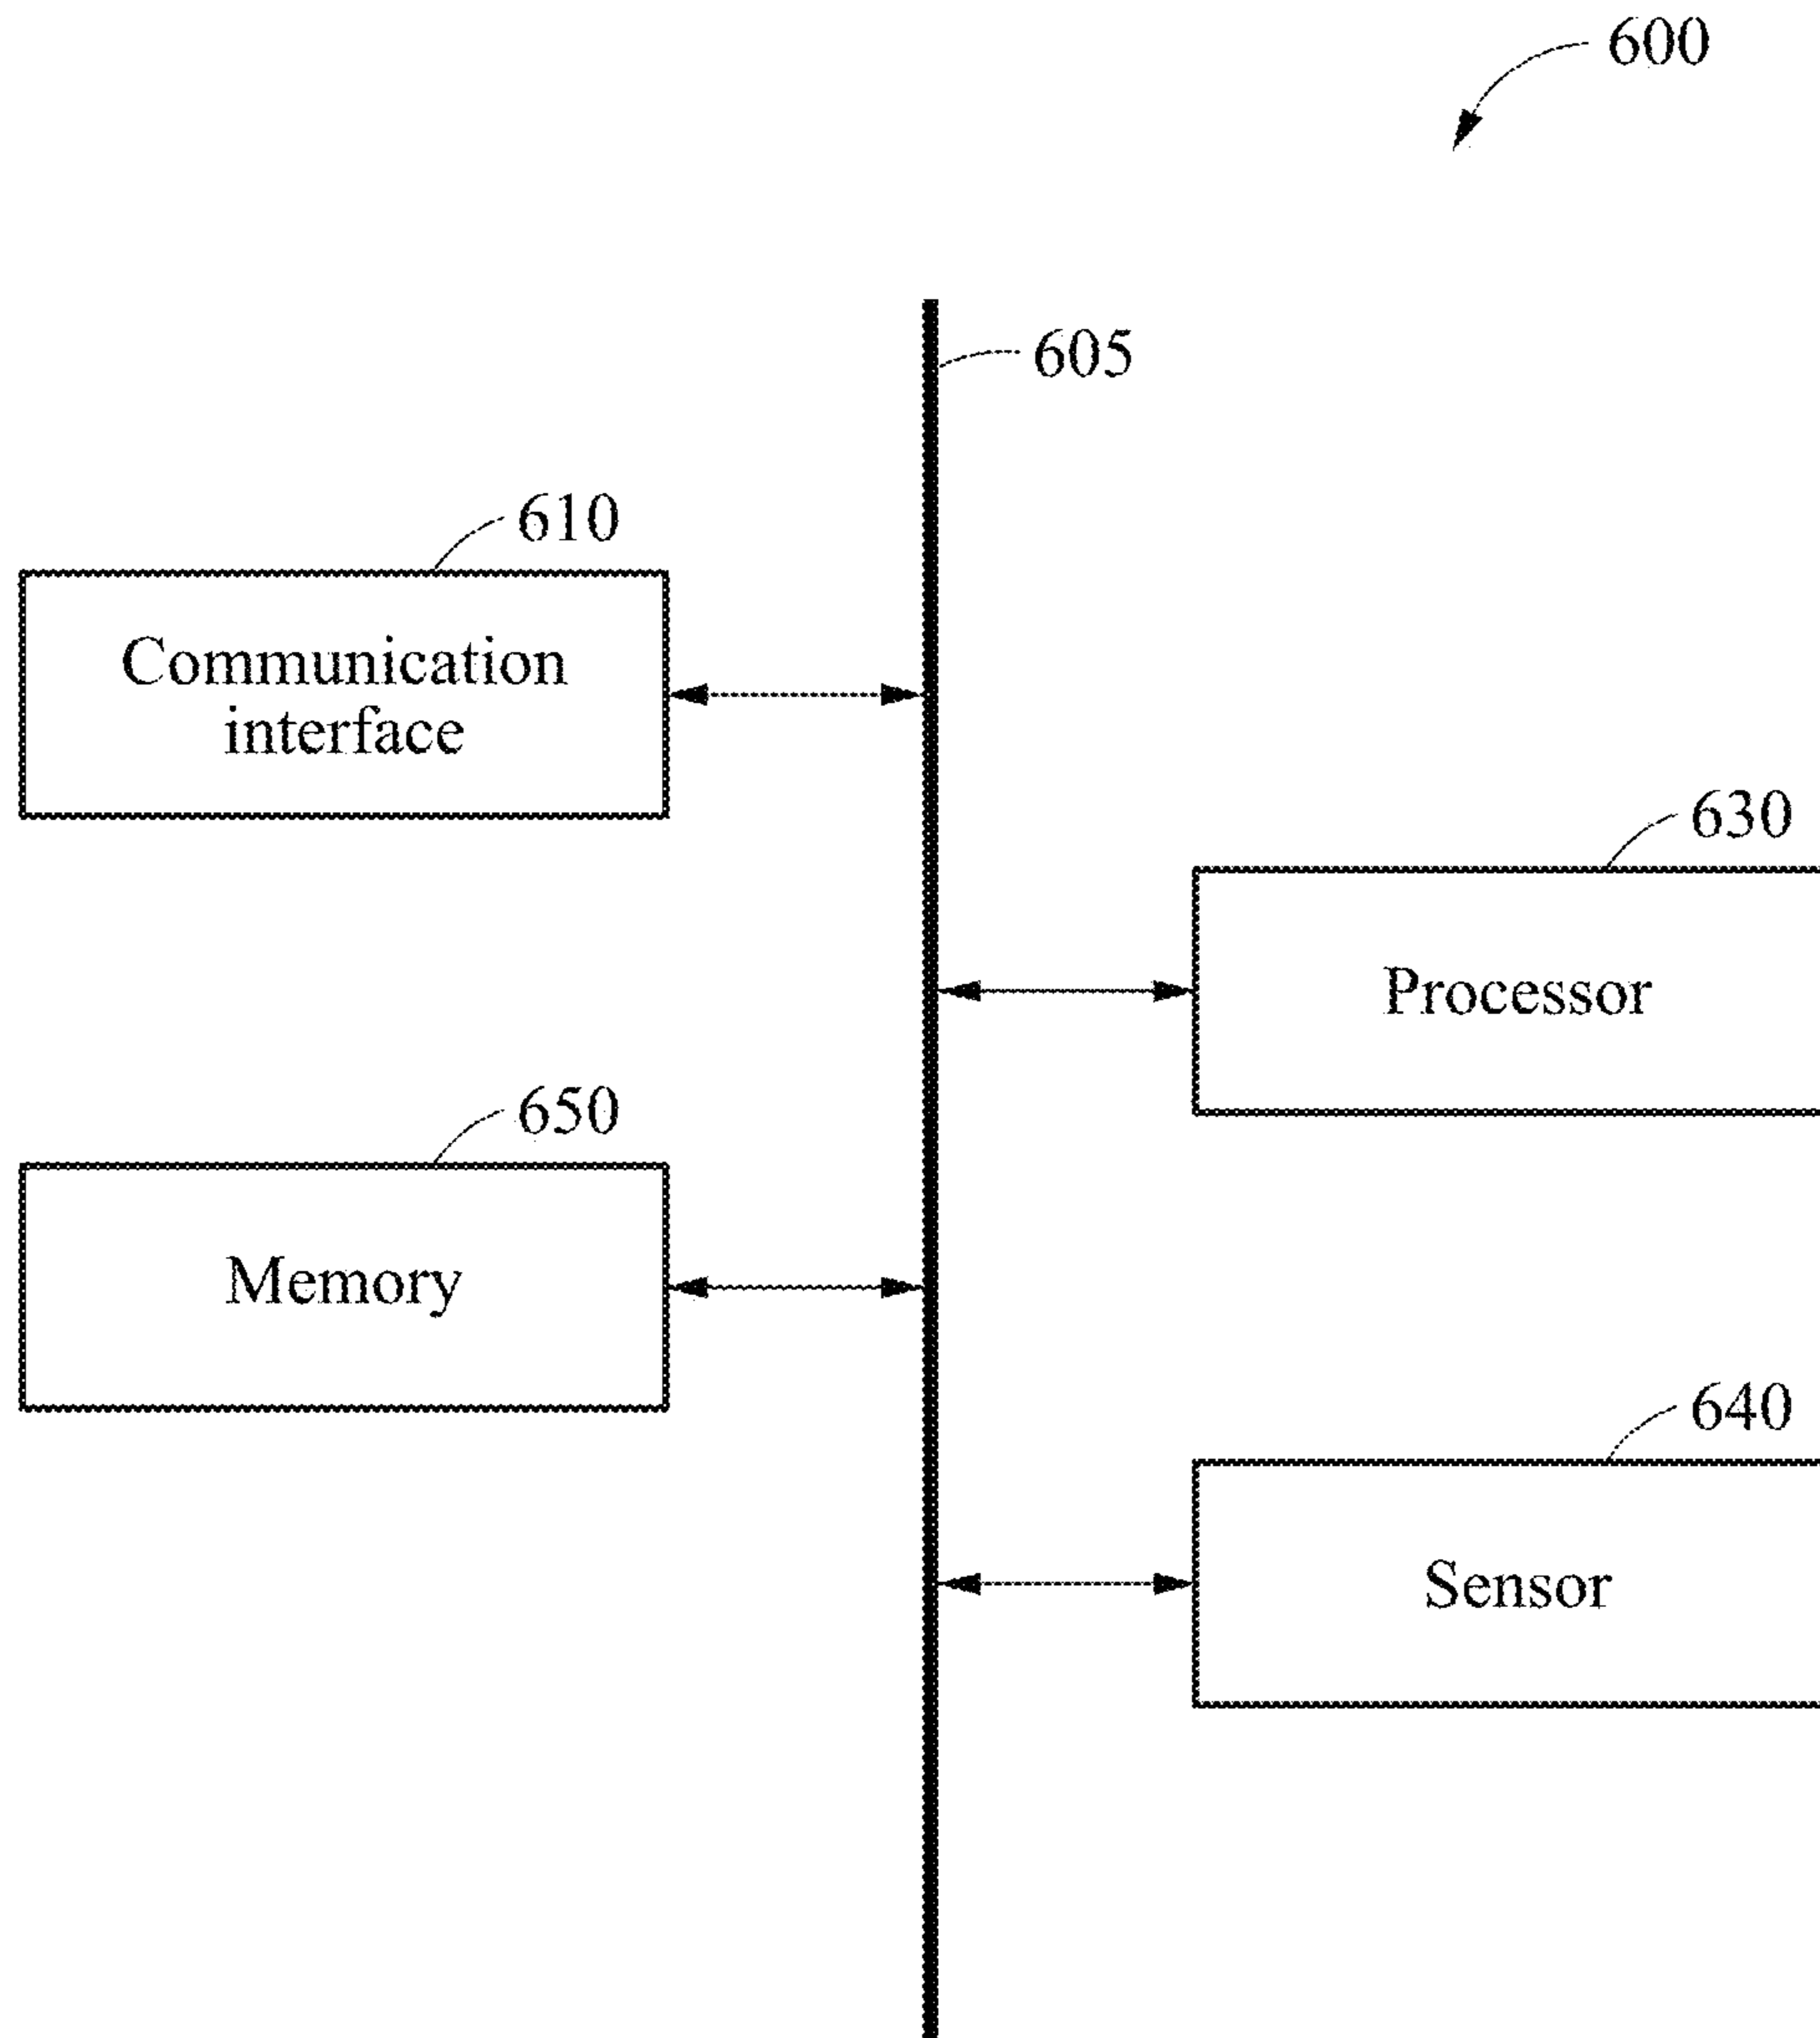 600
605
610
Communication
interface
630
Processor
650
Memory
640
Sensor